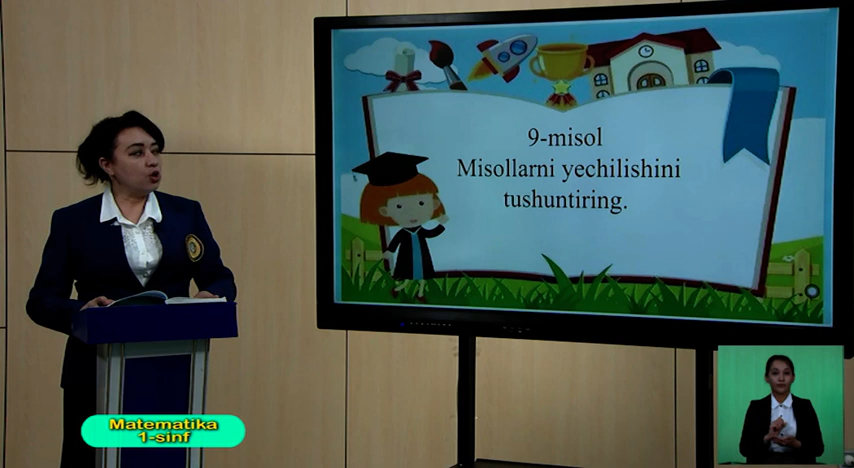 9-misol
Misollarni yechilishini
tushuntiring.
Matematika
1-sinf